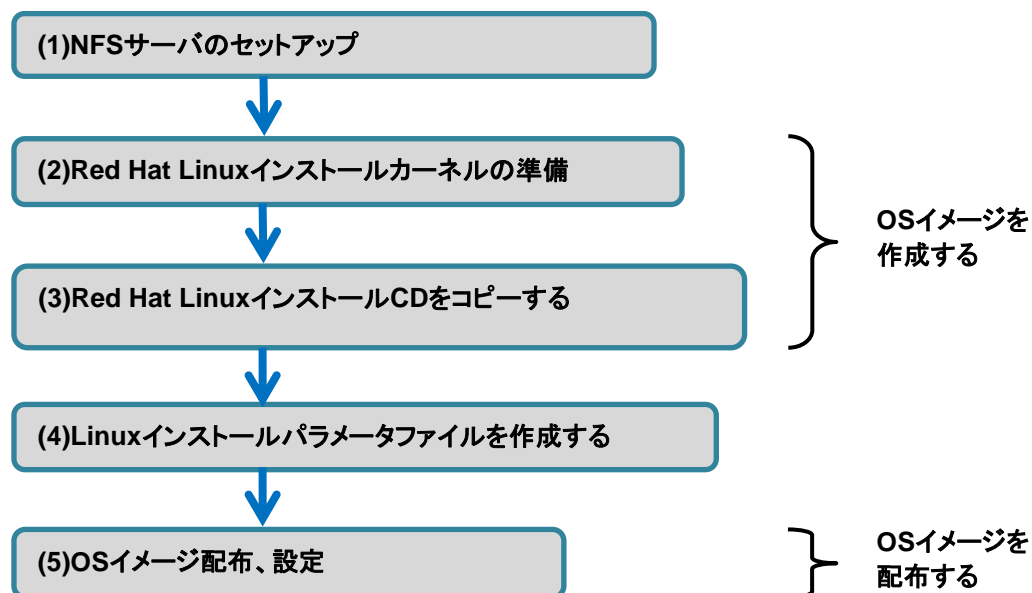 (1)NFSサーバのセットアップ
(2)Red Hat Linuxインストールカーネルの準備
OSイメージを
作成する
(3)Red Hat LinuxインストールCDをコピーする
(4)Linuxインストールパラメータファイルを作成する
(5)OSイメージ配布、設定
OSイメージを
配布する